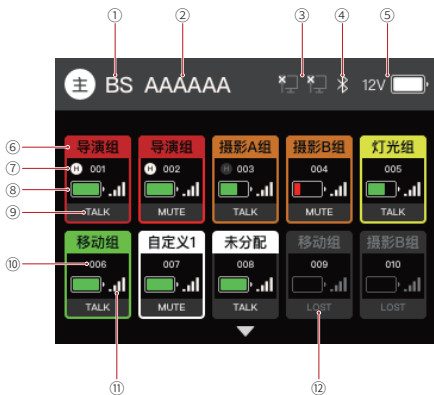 ① ② ③ ④ ⑤
主 BS AAAAAA 12V
⑥ 导演组 导演组 摄影A组 摄影B组 灯光组
⑦ H 001 H 002 H 003 004 005
⑧
⑨ TALK MUTE TALK MUTE TALK
移动组 自定义1 未分配 移动组 摄影B组
⑩ 006 007 008 009 010
TALK MUTE TALK LOST LOST
⑪ ⑫